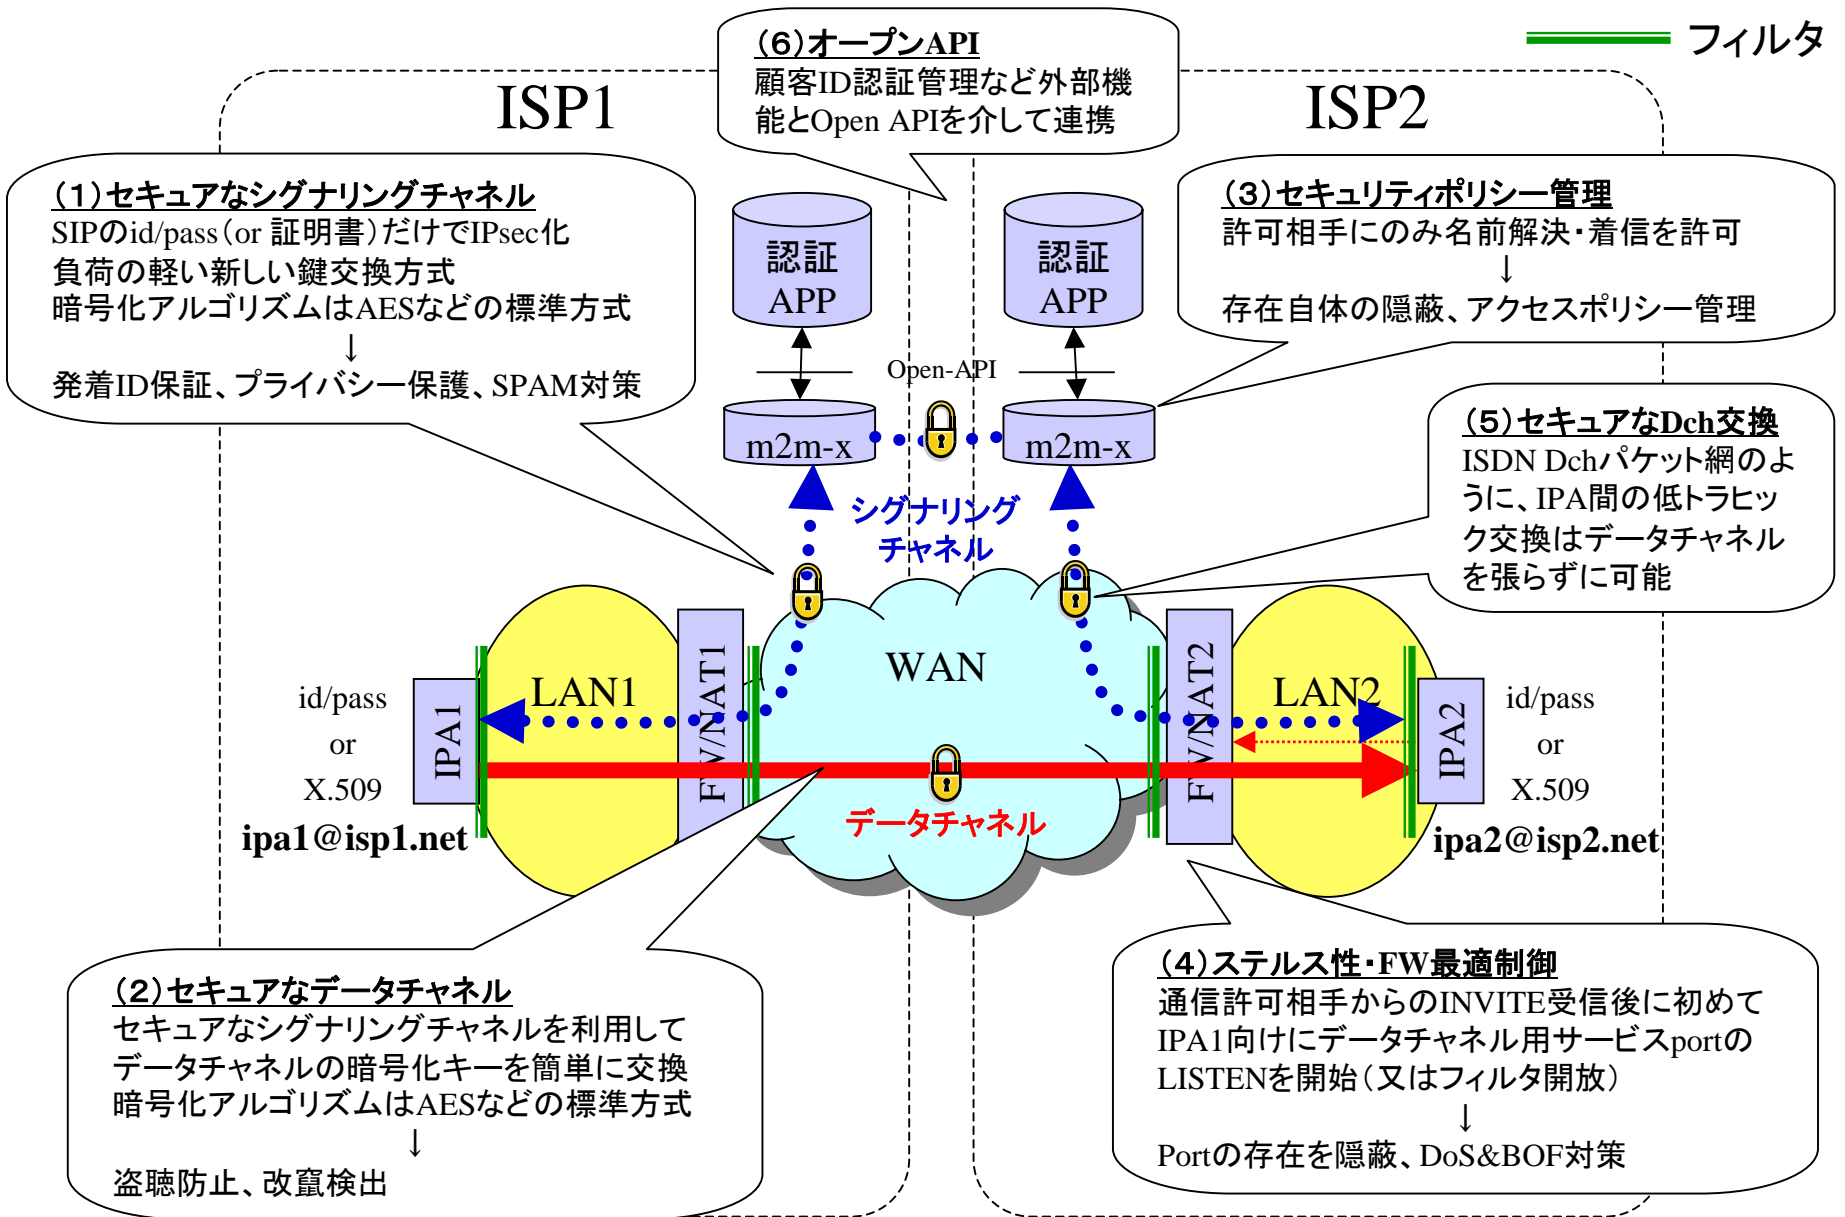 (6)オープンAPI
顧客ID認証管理など外部機
能とOpen APIを介して連携
フィルタ
ISP1
ISP2
(1)セキュアなシグナリングチャネル
SIPのid/pass(or 証明書)だけでIPsec化
負荷の軽い新しい鍵交換方式
暗号化アルゴリズムはAESなどの標準方式
↓
発着ID保証、プライバシー保護、SPAM対策
(3)セキュリティポリシー管理
許可相手にのみ名前解決・着信を許可
↓
存在自体の隠蔽、アクセスポリシー管理
認証
APP
認証
APP
Open-API
m2m-x
m2m-x
(5)セキュアなDch交換
ISDN Dchパケット網のよ
うに、IPA間の低トラヒッ
ク交換はデータチャネル
を張らずに可能
シグナリング
チャネル
WAN
LAN1
LAN2
FW/NAT1
FW/NAT2
IPA1
IPA2
id/pass
or
X.509
ipa1@isp1.net
id/pass
or
X.509
ipa2@isp2.net
データチャネル
(2)セキュアなデータチャネル
セキュアなシグナリングチャネルを利用して
データチャネルの暗号化キーを簡単に交換
暗号化アルゴリズムはAESなどの標準方式
↓
盗聴防止、改竄検出
(4)ステルス性・FW最適制御
通信許可相手からのINVITE受信後に初めて
IPA1向けにデータチャネル用サービスportの
LISTENを開始(又はフィルタ開放)
↓
Portの存在を隠蔽、DoS&BOF対策